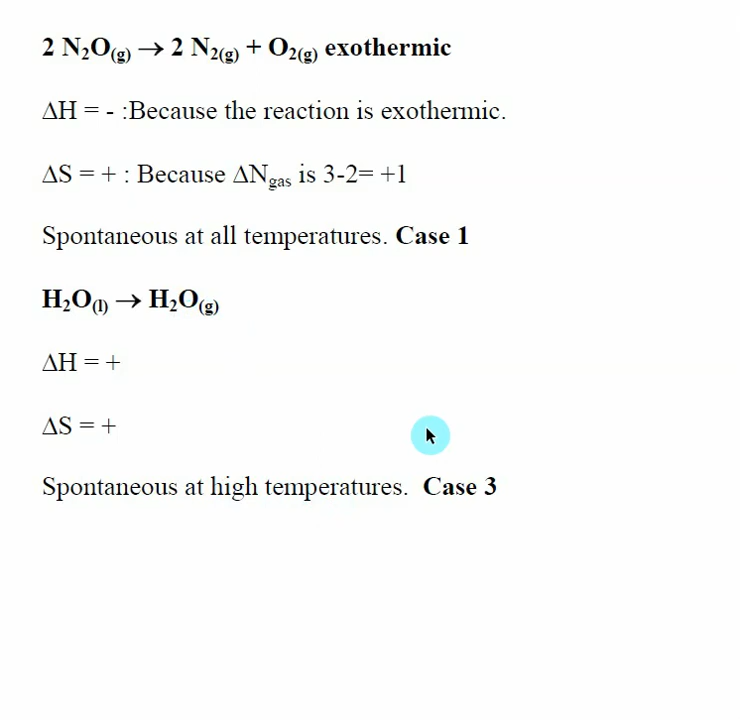 2 N₂O(g) → 2 N₂(g) + O₂(g) exothermic
ΔH = - :Because the reaction is exothermic.
ΔS = + : Because ΔNgas is 3-2= +1
Spontaneous at all temperatures. Case 1
H₂O(l) → H₂O(g)
ΔH = +
ΔS = +
Spontaneous at high temperatures. Case 3